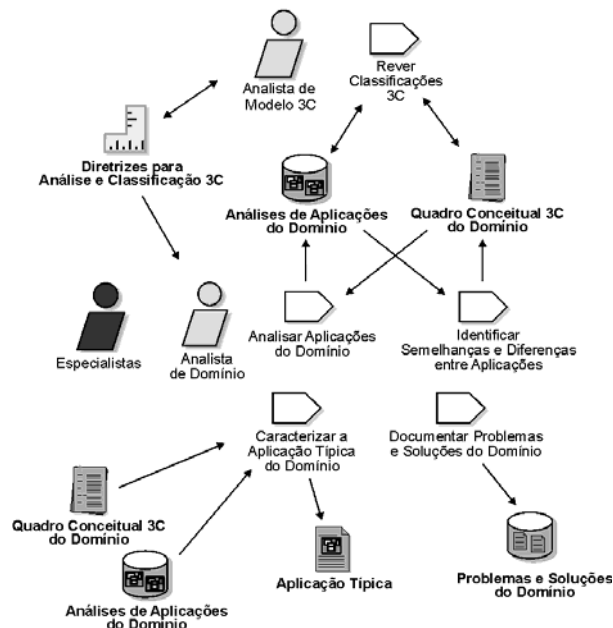 Analista de
Modelo 3C
Rever
Classificações
3C
Diretrizes para
Análise e Classificação 3C
Análises de Aplicações
do Domínio
Quadro Conceitual 3C
do Domínio
Especialistas
Analista
de Domínio
Analisar Aplicações
do Domínio
Identificar
Semelhanças e Diferenças
entre Aplicações
Caracterizar a
Aplicação Típica
do Domínio
Documentar Problemas
e Soluções do Domínio
Quadro Conceitual 3C
do Domínio
Análises de Aplicações
do Domínio
Aplicação Típica
Problemas e Soluções
do Domínio